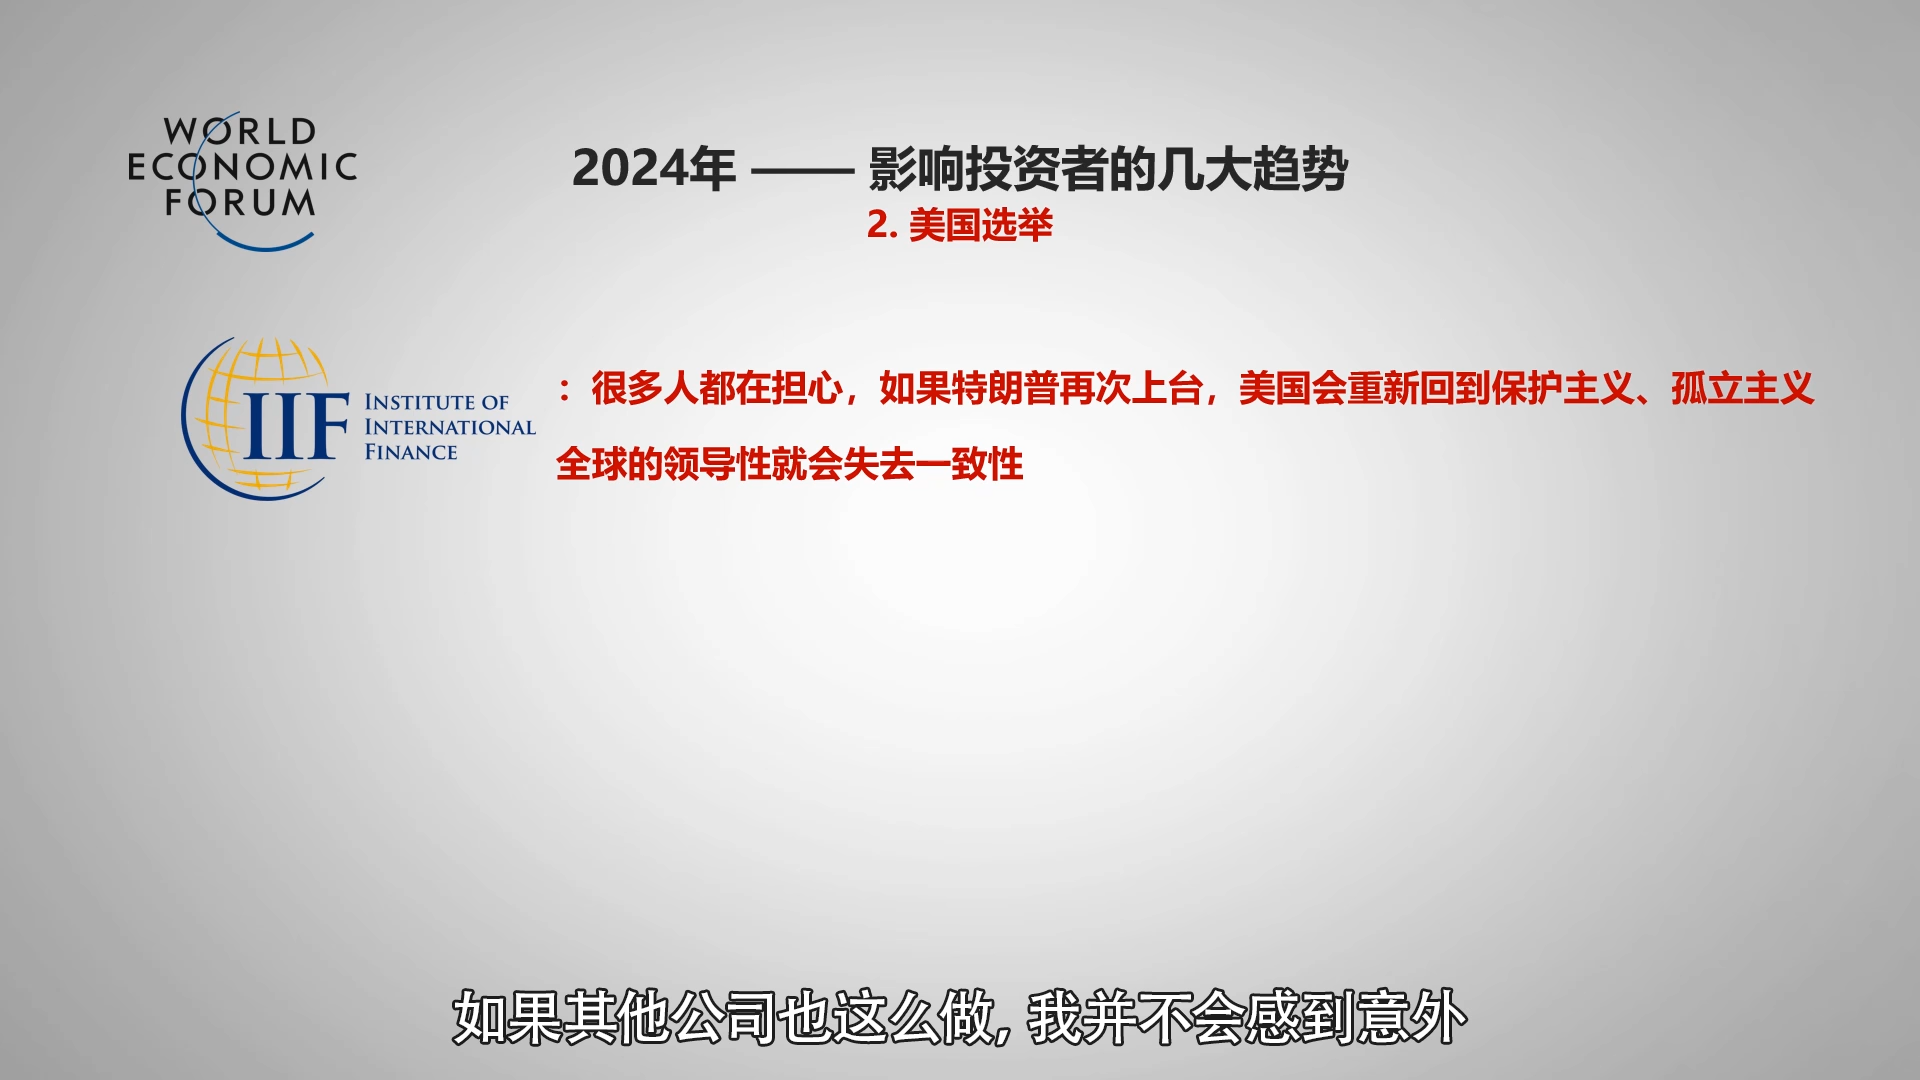 WORLD
ECONOMIC
FORUM
2024年 —— 影响投资者的几大趋势
2. 美国选举
IIF
INSTITUTE OF
INTERNATIONAL
FINANCE
：很多人都在担心，如果特朗普再次上台，美国会重新回到保护主义、孤立主义
全球的领导性就会失去一致性
如果其他公司也这么做, 我并不会感到意外